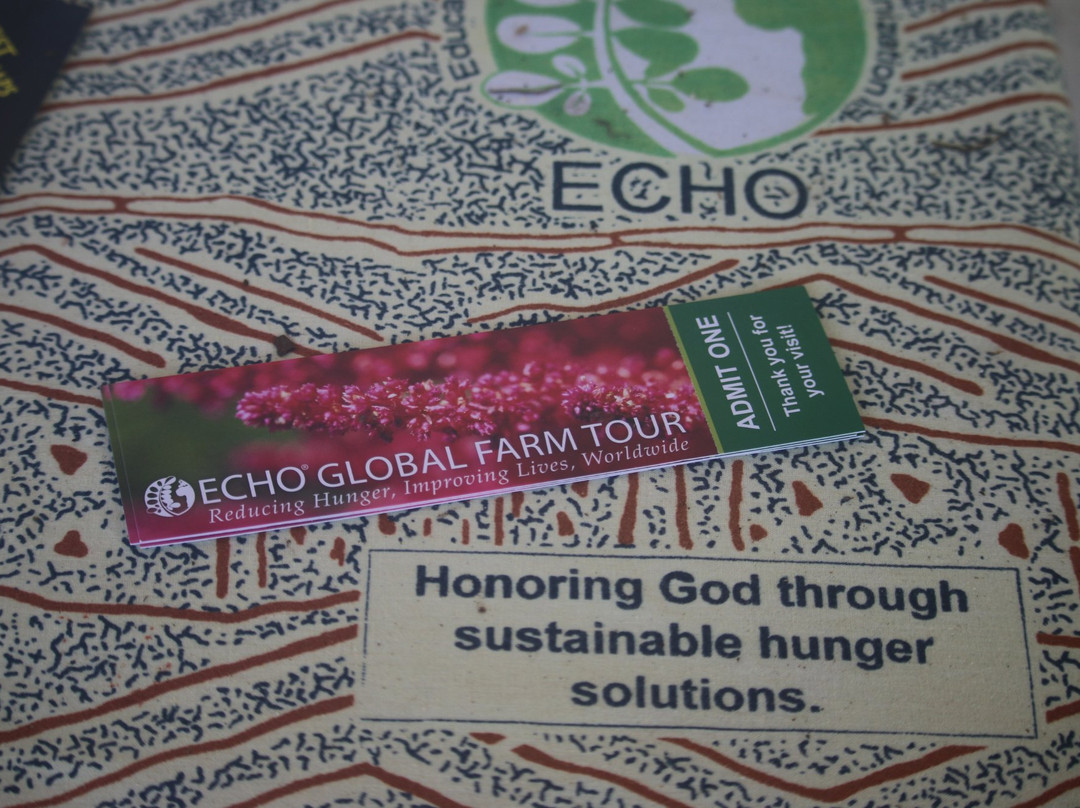 ECHO
ECHO® GLOBAL FARM TOUR
Reducing Hunger, Improving Lives, Worldwide
ADMIT ONE
Thank you for
your visit!
Honoring God through
sustainable hunger
solutions.